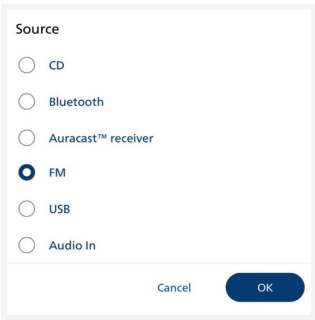 Source
CD
Bluetooth
Auracast™ receiver
FM
USB
Audio In
Cancel
OK